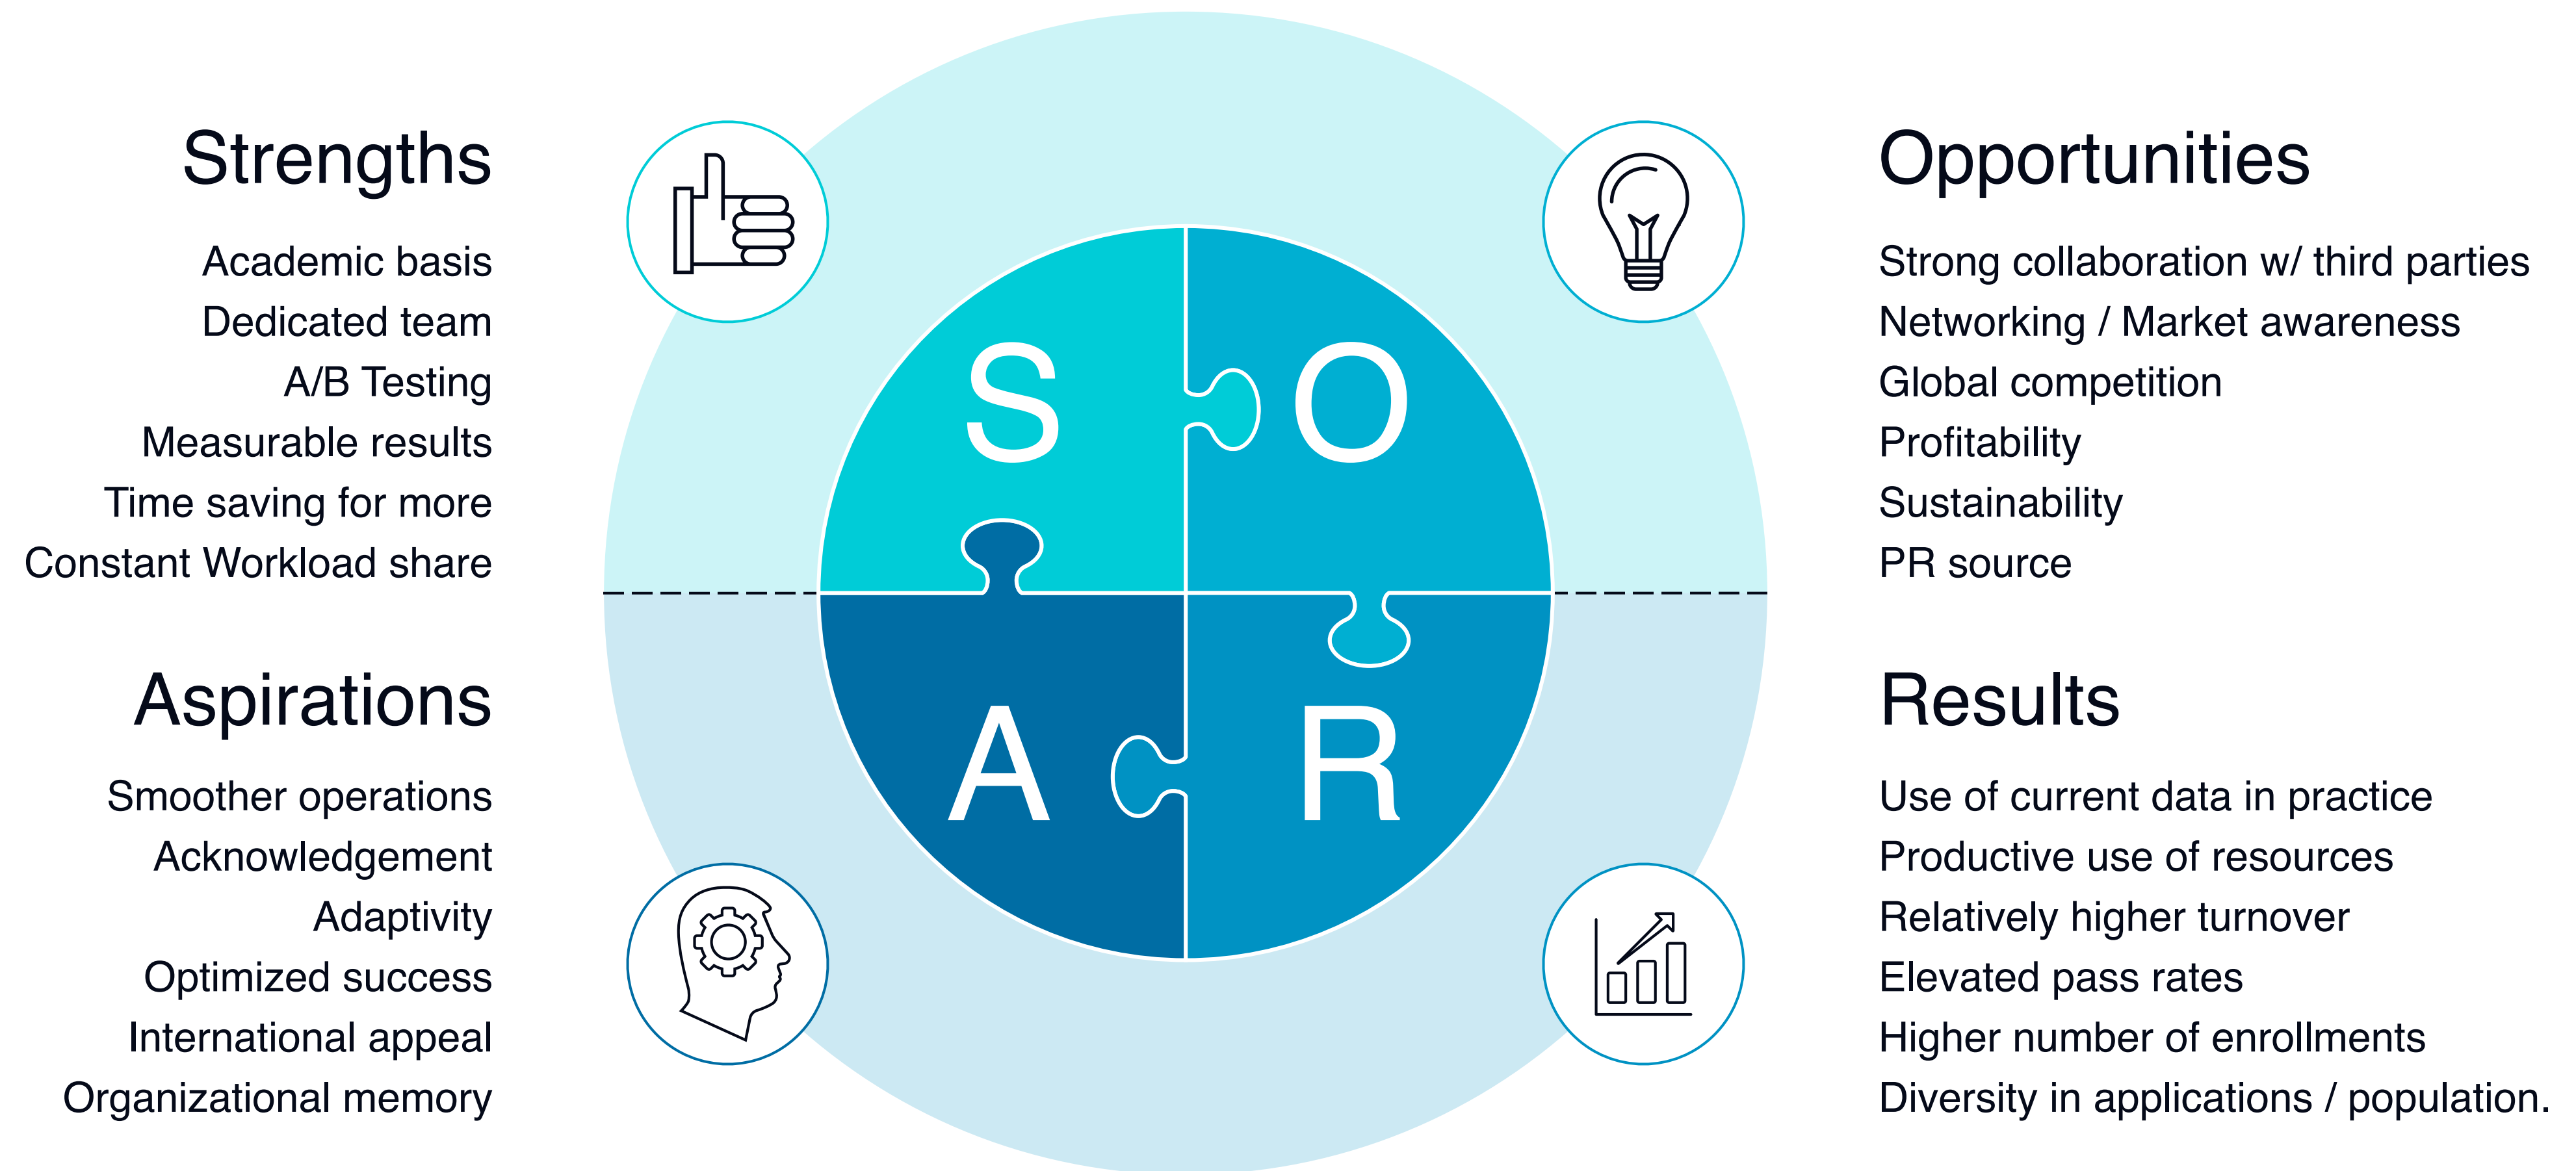 Strengths
Academic basis
Dedicated team
A/B Testing
Measurable results
Time saving for more
Constant Workload share
Opportunities
Strong collaboration w/ third parties
Networking / Market awareness
Global competition
Profitability
Sustainability
PR source
S O
A R
Aspirations
Smoother operations
Acknowledgement
Adaptivity
Optimized success
International appeal
Organizational memory
Results
Use of current data in practice
Productive use of resources
Relatively higher turnover
Elevated pass rates
Higher number of enrollments
Diversity in applications / population.